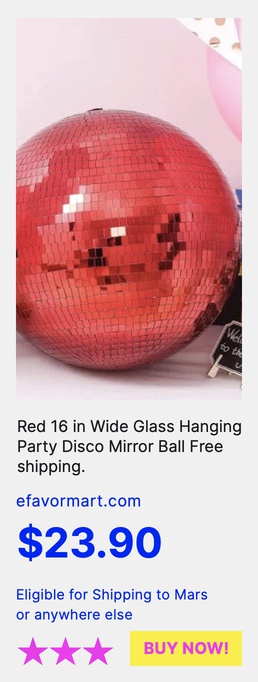 Welc
to th
Red 16 in Wide Glass Hanging
Party Disco Mirror Ball Free
shipping.
efavormart.com
$23.90
Eligible for Shipping to Mars
or anywhere else
BUY NOW!